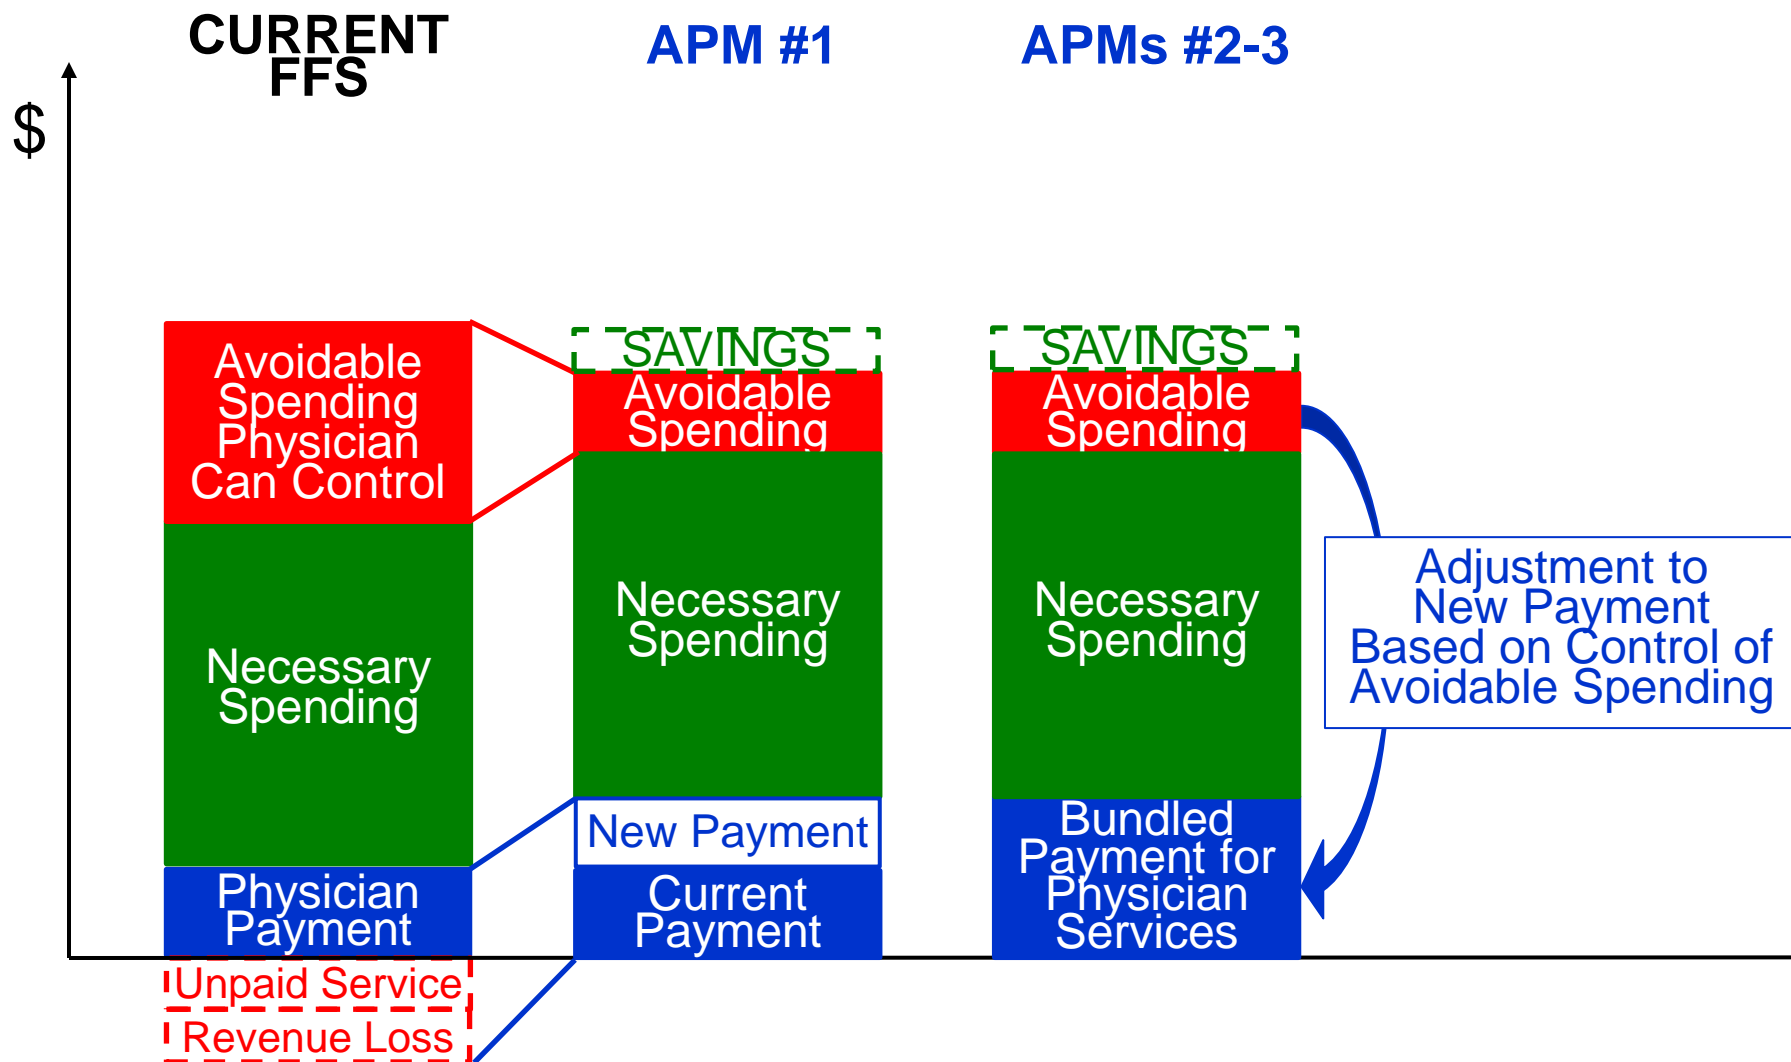 CURRENT
FFS
APM #1
APMs #2-3
$
Avoidable
Spending
Physician
Can Control
Necessary
Spending
Physician
Payment
Unpaid Service
Revenue Loss
SAVINGS
Avoidable
Spending
Necessary
Spending
New Payment
Current
Payment
SAVINGS
Avoidable
Spending
Necessary
Spending
Bundled
Payment for
Physician
Services
Adjustment to
New Payment
Based on Control of
Avoidable Spending